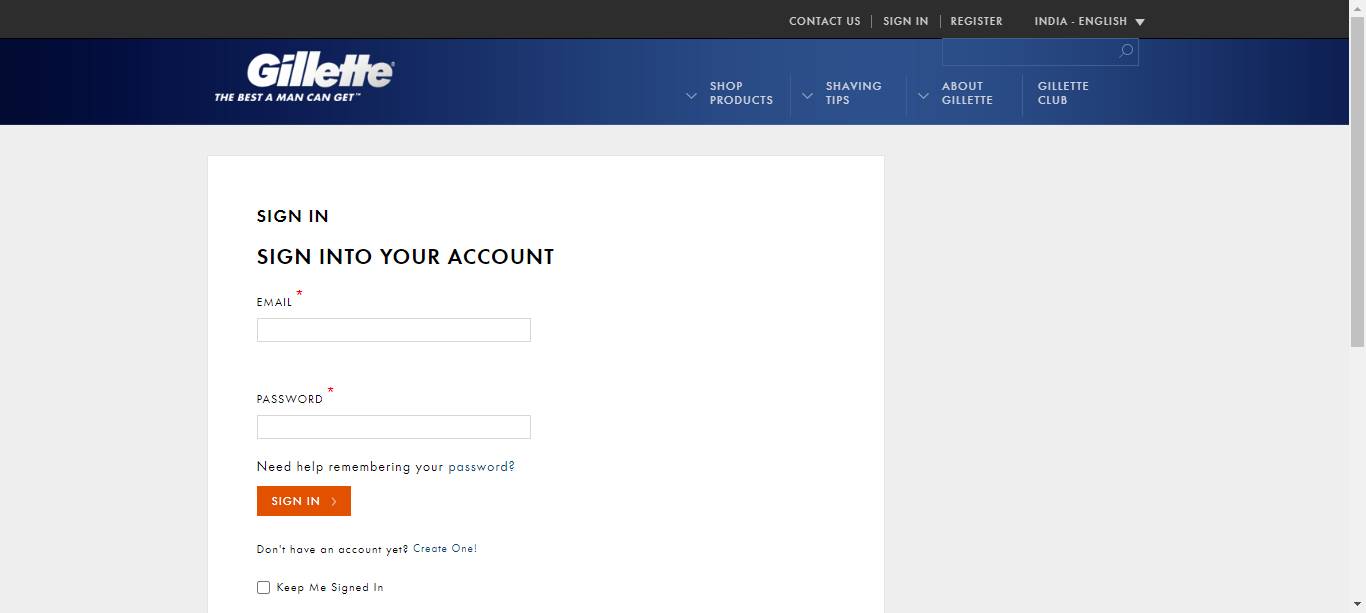 CONTACT US
SIGN IN
REGISTER
INDIA - ENGLISH
Gillette®
THE BEST A MAN CAN GET™
SHOP
PRODUCTS
SHAVING
TIPS
ABOUT
GILLETTE
GILLETTE
CLUB
SIGN IN
SIGN INTO YOUR ACCOUNT
EMAIL *
PASSWORD *
Need help remembering your password?
SIGN IN >
Don't have an account yet? Create One!
Keep Me Signed In